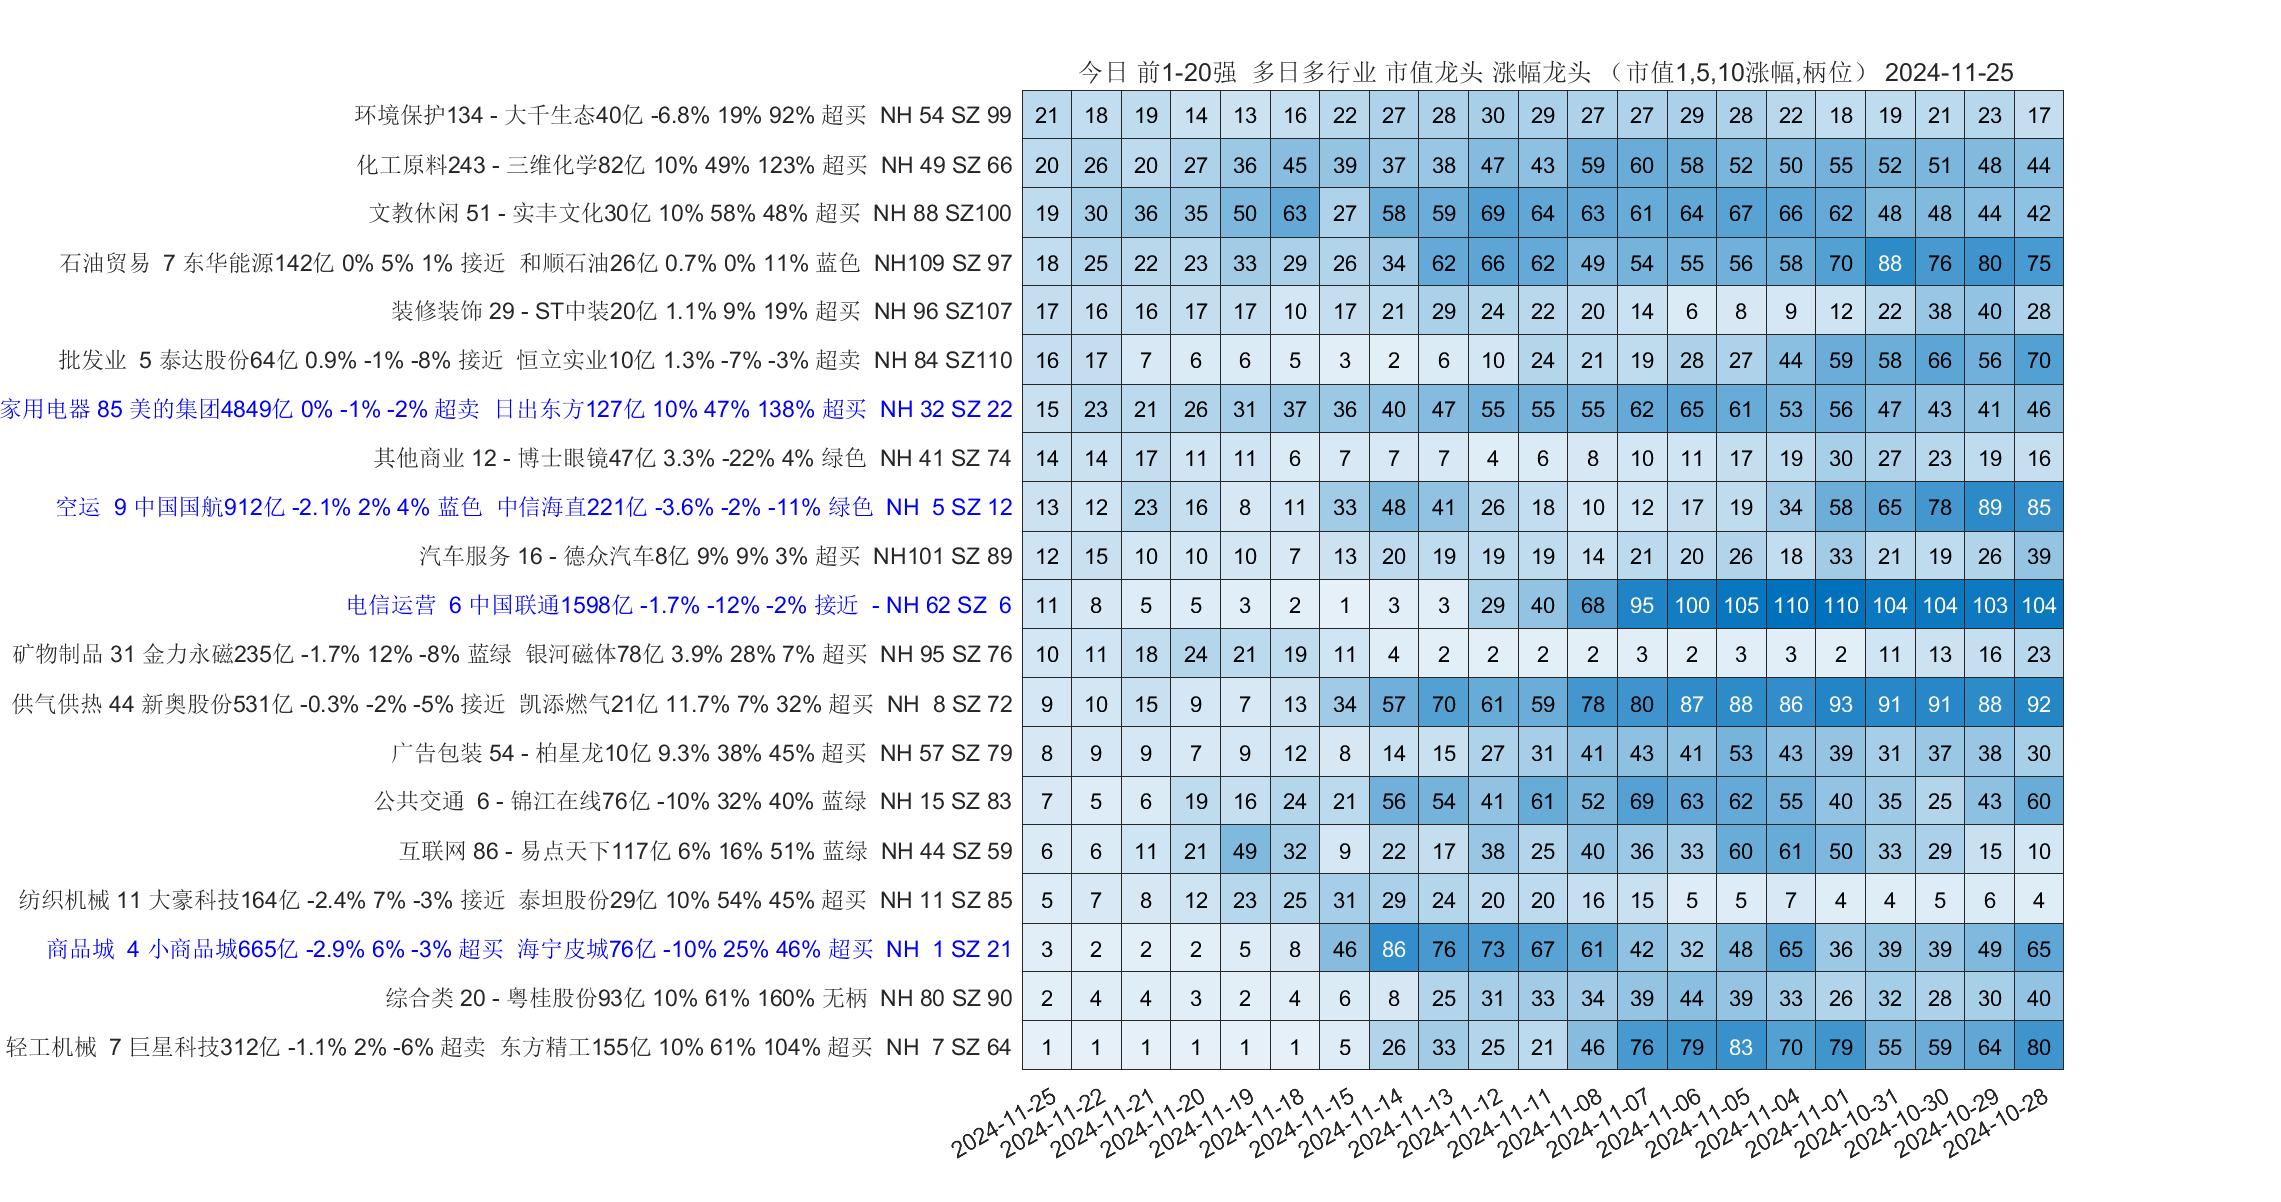 今日 前1-20强 多日多行业 市值龙头 涨幅龙头 （市值1,5,10涨幅,柄位） 2024-11-25
环境保护134 - 大千生态40亿 -6.8% 19% 92% 超买 NH 54 SZ 99 21 18 19 14 13 16 22 27 28 30 29 27 27 29 28 22 18 19 21 23 17
化工原料243 - 三维化学82亿 10% 49% 123% 超买 NH 49 SZ 66 20 26 20 27 36 45 39 37 38 47 43 59 60 58 52 50 55 52 51 48 44
文教休闲 51 - 实丰文化30亿 10% 58% 48% 超买 NH 88 SZ100 19 30 36 35 50 63 27 58 59 69 64 63 61 64 67 66 62 48 48 44 42
石油贸易 7 东华能源142亿 0% 5% 1% 接近 和顺石油26亿 0.7% 0% 11% 蓝色 NH109 SZ 97 18 25 22 23 33 29 26 34 62 66 62 49 54 55 56 58 70 88 76 80 75
装修装饰 29 - ST中装20亿 1.1% 9% 19% 超买 NH 96 SZ107 17 16 16 17 17 10 17 21 29 24 22 20 14 6 8 9 12 22 38 40 28
批发业 5 泰达股份64亿 0.9% -1% -8% 接近 恒立实业10亿 1.3% -7% -3% 超卖 NH 84 SZ110 16 17 7 6 6 5 3 2 6 10 24 21 19 28 27 44 59 58 66 56 70
家用电器 85 美的集团4849亿 0% -1% -2% 超卖 日出东方127亿 10% 47% 138% 超买 NH 32 SZ 22 15 23 21 26 31 37 36 40 47 55 55 55 62 65 61 53 56 47 43 41 46
其他商业 12 - 博士眼镜47亿 3.3% -22% 4% 绿色 NH 41 SZ 74 14 14 17 11 11 6 7 7 7 4 6 8 10 11 17 19 30 27 23 19 16
空运 9 中国国航912亿 -2.1% 2% 4% 蓝色 中信海直221亿 -3.6% -2% -11% 绿色 NH 5 SZ 12 13 12 23 16 8 11 33 48 41 26 18 10 12 17 19 34 58 65 78 89 85
汽车服务 16 - 德众汽车8亿 9% 9% 3% 超买 NH101 SZ 89 12 15 10 10 10 7 13 20 19 19 19 14 21 20 26 18 33 21 19 26 39
电信运营 6 中国联通1598亿 -1.7% -12% -2% 接近 - NH 62 SZ 6 11 8 5 5 3 2 1 3 3 29 40 68 95 100 105 110 110 104 104 103 104
矿物制品 31 金力永磁235亿 -1.7% 12% -8% 蓝绿 银河磁体78亿 3.9% 28% 7% 超买 NH 95 SZ 76 10 11 18 24 21 19 11 4 2 2 2 2 3 2 3 3 2 11 13 16 23
供气供热 44 新奥股份531亿 -0.3% -2% -5% 接近 凯添燃气21亿 11.7% 7% 32% 超买 NH 8 SZ 72 9 10 15 9 7 13 34 57 70 61 59 78 80 87 88 86 93 91 91 88 92
广告包装 54 - 柏星龙10亿 9.3% 38% 45% 超买 NH 57 SZ 79 8 9 9 7 9 12 8 14 15 27 31 41 43 41 53 43 39 31 37 38 30
公共交通 6 - 锦江在线76亿 -10% 32% 40% 蓝绿 NH 15 SZ 83 7 5 6 19 16 24 21 56 54 41 61 52 69 63 62 55 40 35 25 43 60
互联网 86 - 易点天下117亿 6% 16% 51% 蓝绿 NH 44 SZ 59 6 6 11 21 49 32 9 22 17 38 25 40 36 33 60 61 50 33 29 15 10
纺织机械 11 大豪科技164亿 -2.4% 7% -3% 接近 泰坦股份29亿 10% 54% 45% 超买 NH 11 SZ 85 5 7 8 12 23 25 31 29 24 20 20 16 15 5 5 7 4 4 5 6 4
商品城 4 小商品城665亿 -2.9% 6% -3% 超买 海宁皮城76亿 -10% 25% 46% 超买 NH 1 SZ 21 3 2 2 2 5 8 46 86 76 73 67 61 42 32 48 65 36 39 39 49 65
综合类 20 - 粤桂股份93亿 10% 61% 160% 无柄 NH 80 SZ 90 2 4 4 3 2 4 6 8 25 31 33 34 39 44 39 33 26 32 28 30 40
轻工机械 7 巨星科技312亿 -1.1% 2% -6% 超卖 东方精工155亿 10% 61% 104% 超买 NH 7 SZ 64 1 1 1 1 1 1 5 26 33 25 21 46 76 79 83 70 79 55 59 64 80
2024-11-25 2024-11-22 2024-11-21 2024-11-20 2024-11-19 2024-11-18 2024-11-15 2024-11-14 2024-11-13 2024-11-12 2024-11-11 2024-11-08 2024-11-07 2024-11-06 2024-11-05 2024-11-04 2024-11-01 2024-10-31 2024-10-30 2024-10-29 2024-10-28